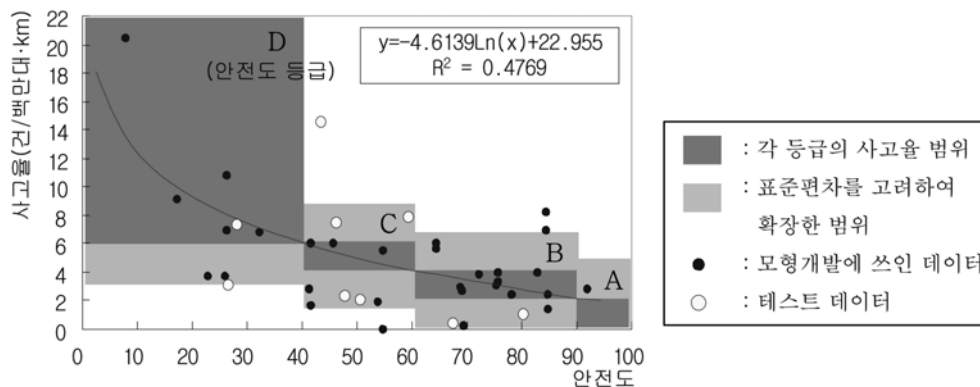 사고율(건/백만대·km)
22
20
18
16
14
12
10
8
6
4
2
0
D
(안전도 등급)
y=-4.6139Ln(x)+22.955
R² = 0.4769
C
B
A
0 10 20 30 40 50 60 70 80 90 100
안전도
: 각 등급의 사고율 범위
: 표준편차를 고려하여
확장한 범위
: 모형개발에 쓰인 데이터
: 테스트 데이터